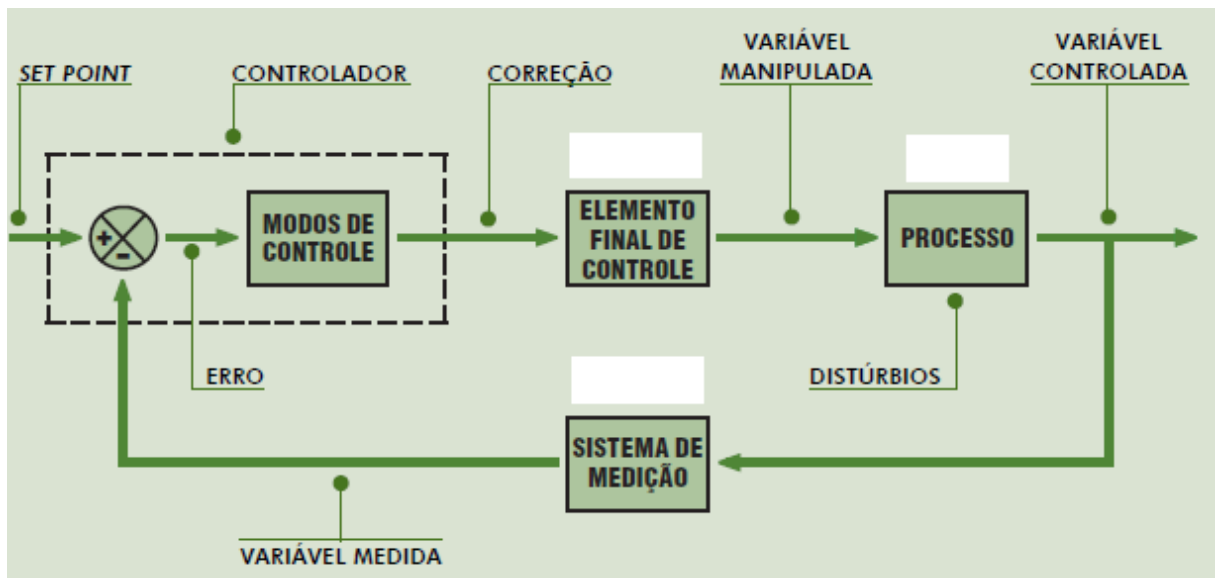 SET POINT
CONTROLADOR
CORREÇÃO
VARIÁVEL
MANIPULADA
VARIÁVEL
CONTROLADA
+
-
MODOS DE
CONTROLE
ELEMENTO
FINAL DE
CONTROLE
PROCESSO
ERRO
DISTÚRBIOS
SISTEMA DE
MEDIÇÃO
VARIÁVEL MEDIDA